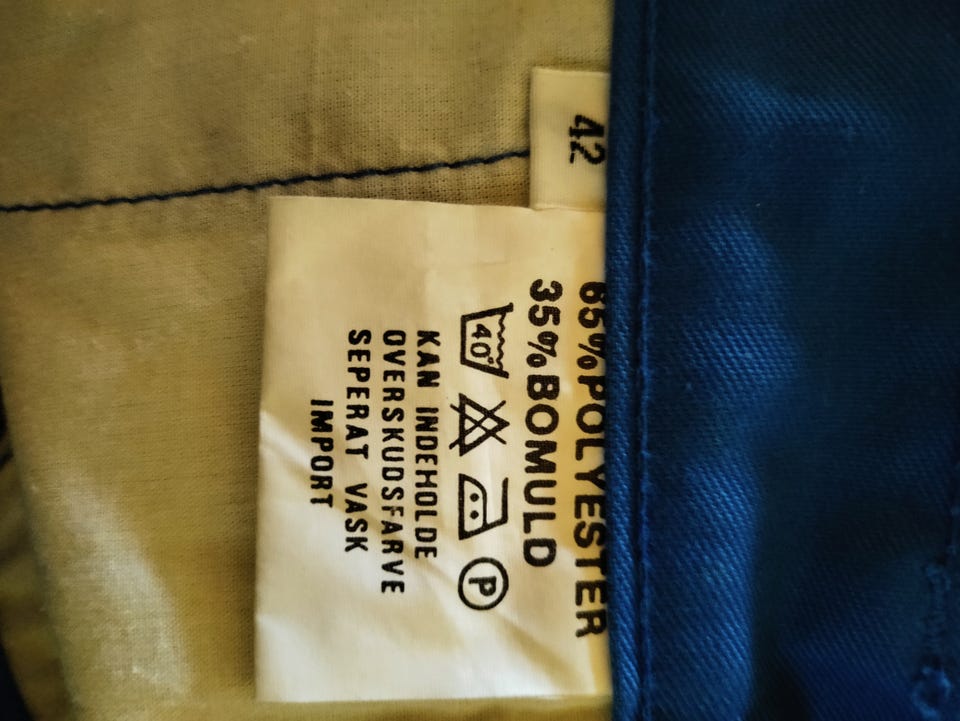 42
65%POLYESTER
35%BOMULD
40° P
KAN INDEHOLDE
OVERSKUDSFARVE
SEPERAT VASK
IMPORT